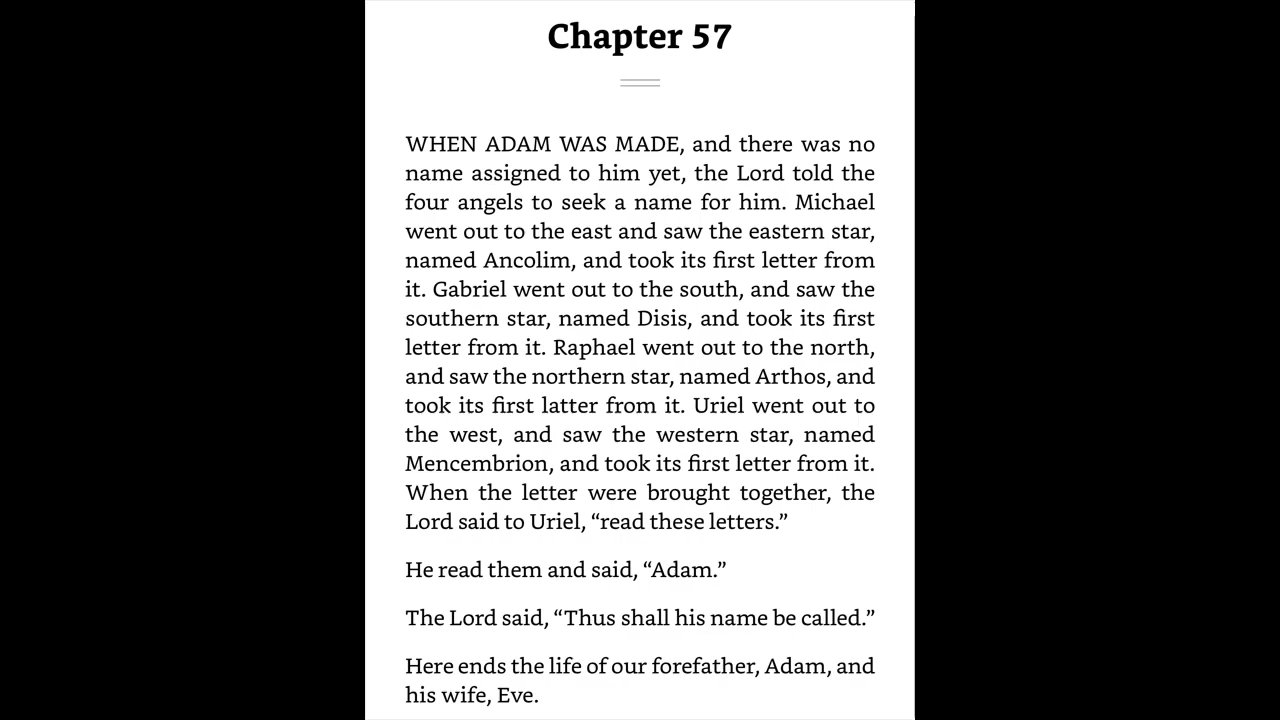 Chapter 57
WHEN ADAM WAS MADE, and there was no
name assigned to him yet, the Lord told the
four angels to seek a name for him. Michael
went out to the east and saw the eastern star,
named Ancolim, and took its first letter from
it. Gabriel went out to the south, and saw the
southern star, named Disis, and took its first
letter from it. Raphael went out to the north,
and saw the northern star, named Arthos, and
took its first latter from it. Uriel went out to
the west, and saw the western star, named
Mencembrion, and took its first letter from it.
When the letter were brought together, the
Lord said to Uriel, “read these letters.”
He read them and said, “Adam.”
The Lord said, “Thus shall his name be called.”
Here ends the life of our forefather, Adam, and
his wife, Eve.